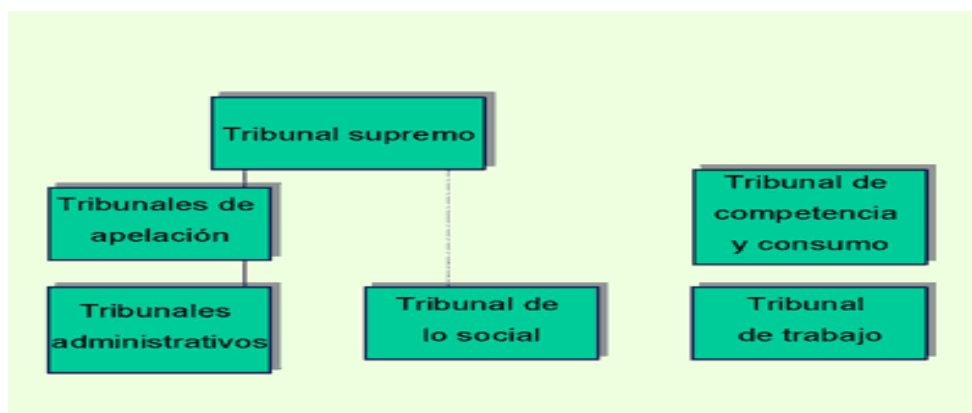 Tribunal supremo
Tribunales de
apelación
Tribunal de
competencia
y consumo
Tribunales
administrativos
Tribunal de
lo social
Tribunal
de trabajo